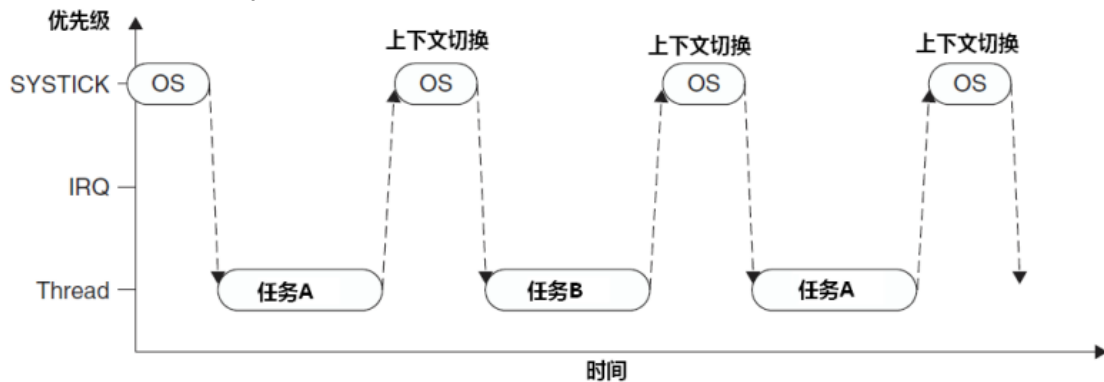 优先级
上下文切换
上下文切换
上下文切换
SYSTICK
OS
OS
OS
OS
IRQ
Thread
任务A
任务B
任务A
时间